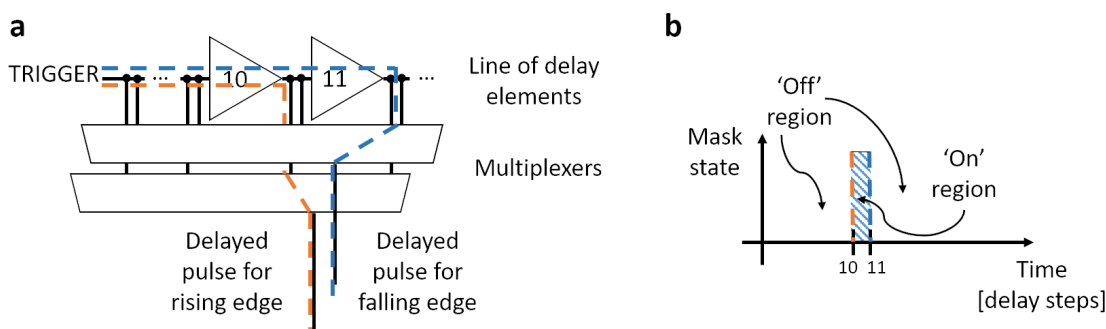 a
TRIGGER
...
10
11
...
Line of delay
elements
Multiplexers
Delayed
pulse for
rising edge
Delayed
pulse for
falling edge
b
'Off'
region
Mask
state
'On'
region
10
11
Time
[delay steps]